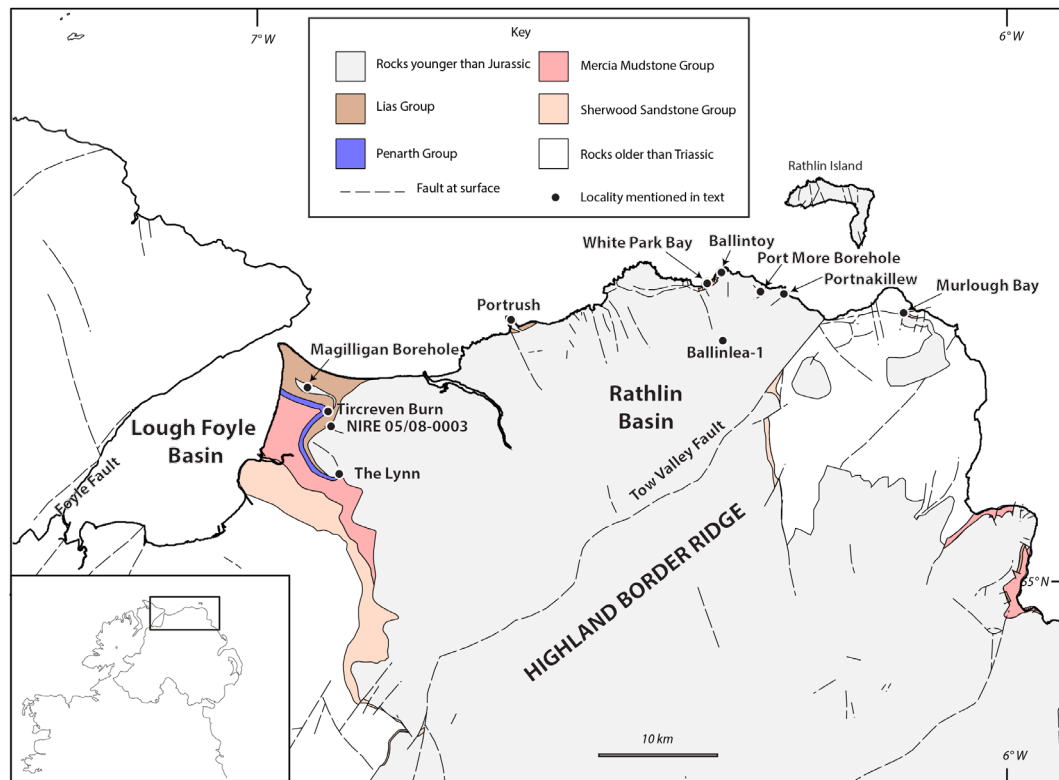 7° W
6° W
Key
Rocks younger than Jurassic
Mercia Mudstone Group
Lias Group
Sherwood Sandstone Group
Penarth Group
Rocks older than Triassic
Fault at surface
Locality mentioned in text
Rathlin Island
White Park Bay
Ballintoy
Port More Borehole
Portnakillew
Murlough Bay
Portrush
Magilligan Borehole
Ballinlea-1
Rathlin
Basin
Tircreven Burn
NIRE 05/08-0003
Lough Foyle
Basin
The Lynn
Foyle Fault
Tow Valley Fault
HIGHLAND BORDER RIDGE
55° N
10 km
6° W